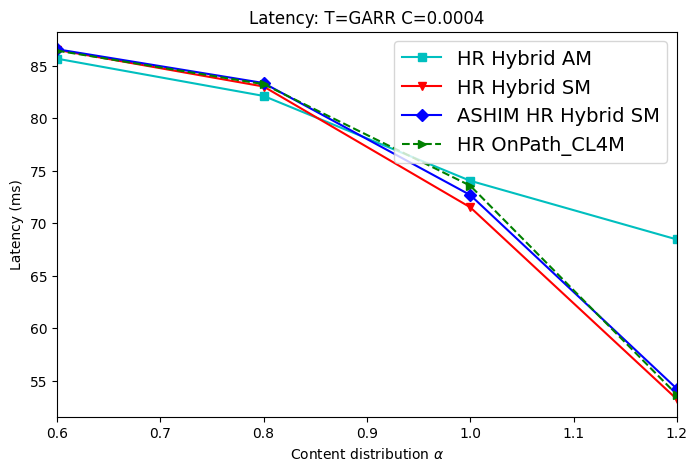 Latency: T=GARR C=0.0004
HR Hybrid AM
HR Hybrid SM
ASHIM HR Hybrid SM
HR OnPath_CL4M
Latency (ms)
85
80
75
70
65
60
55
0.6 0.7 0.8 0.9 1.0 1.1 1.2
Content distribution α